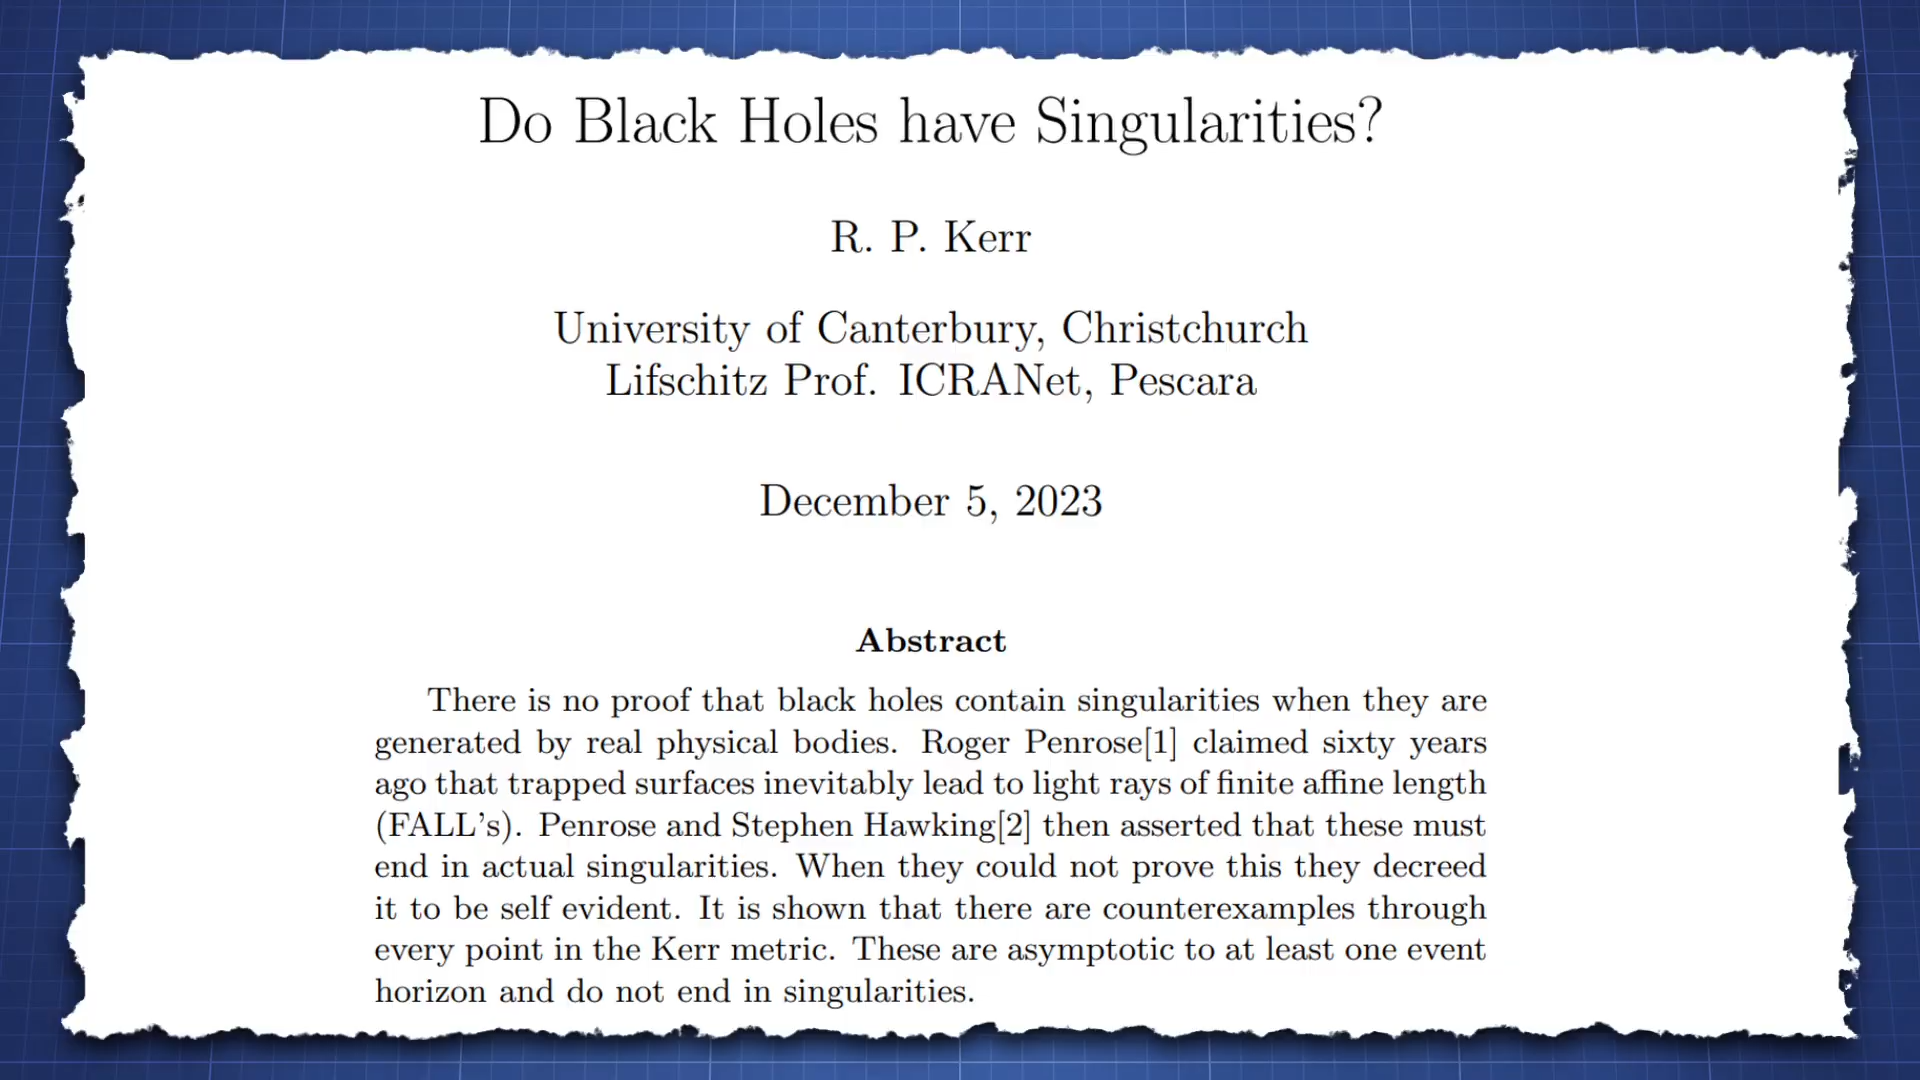 Do Black Holes have Singularities?
R. P. Kerr
University of Canterbury, Christchurch
Lifschitz Prof. ICRANet, Pescara
December 5, 2023
Abstract
There is no proof that black holes contain singularities when they are
generated by real physical bodies. Roger Penrose[1] claimed sixty years
ago that trapped surfaces inevitably lead to light rays of finite affine length
(FALL's). Penrose and Stephen Hawking[2] then asserted that these must
end in actual singularities. When they could not prove this they decreed
it to be self evident. It is shown that there are counterexamples through
every point in the Kerr metric. These are asymptotic to at least one event
horizon and do not end in singularities.